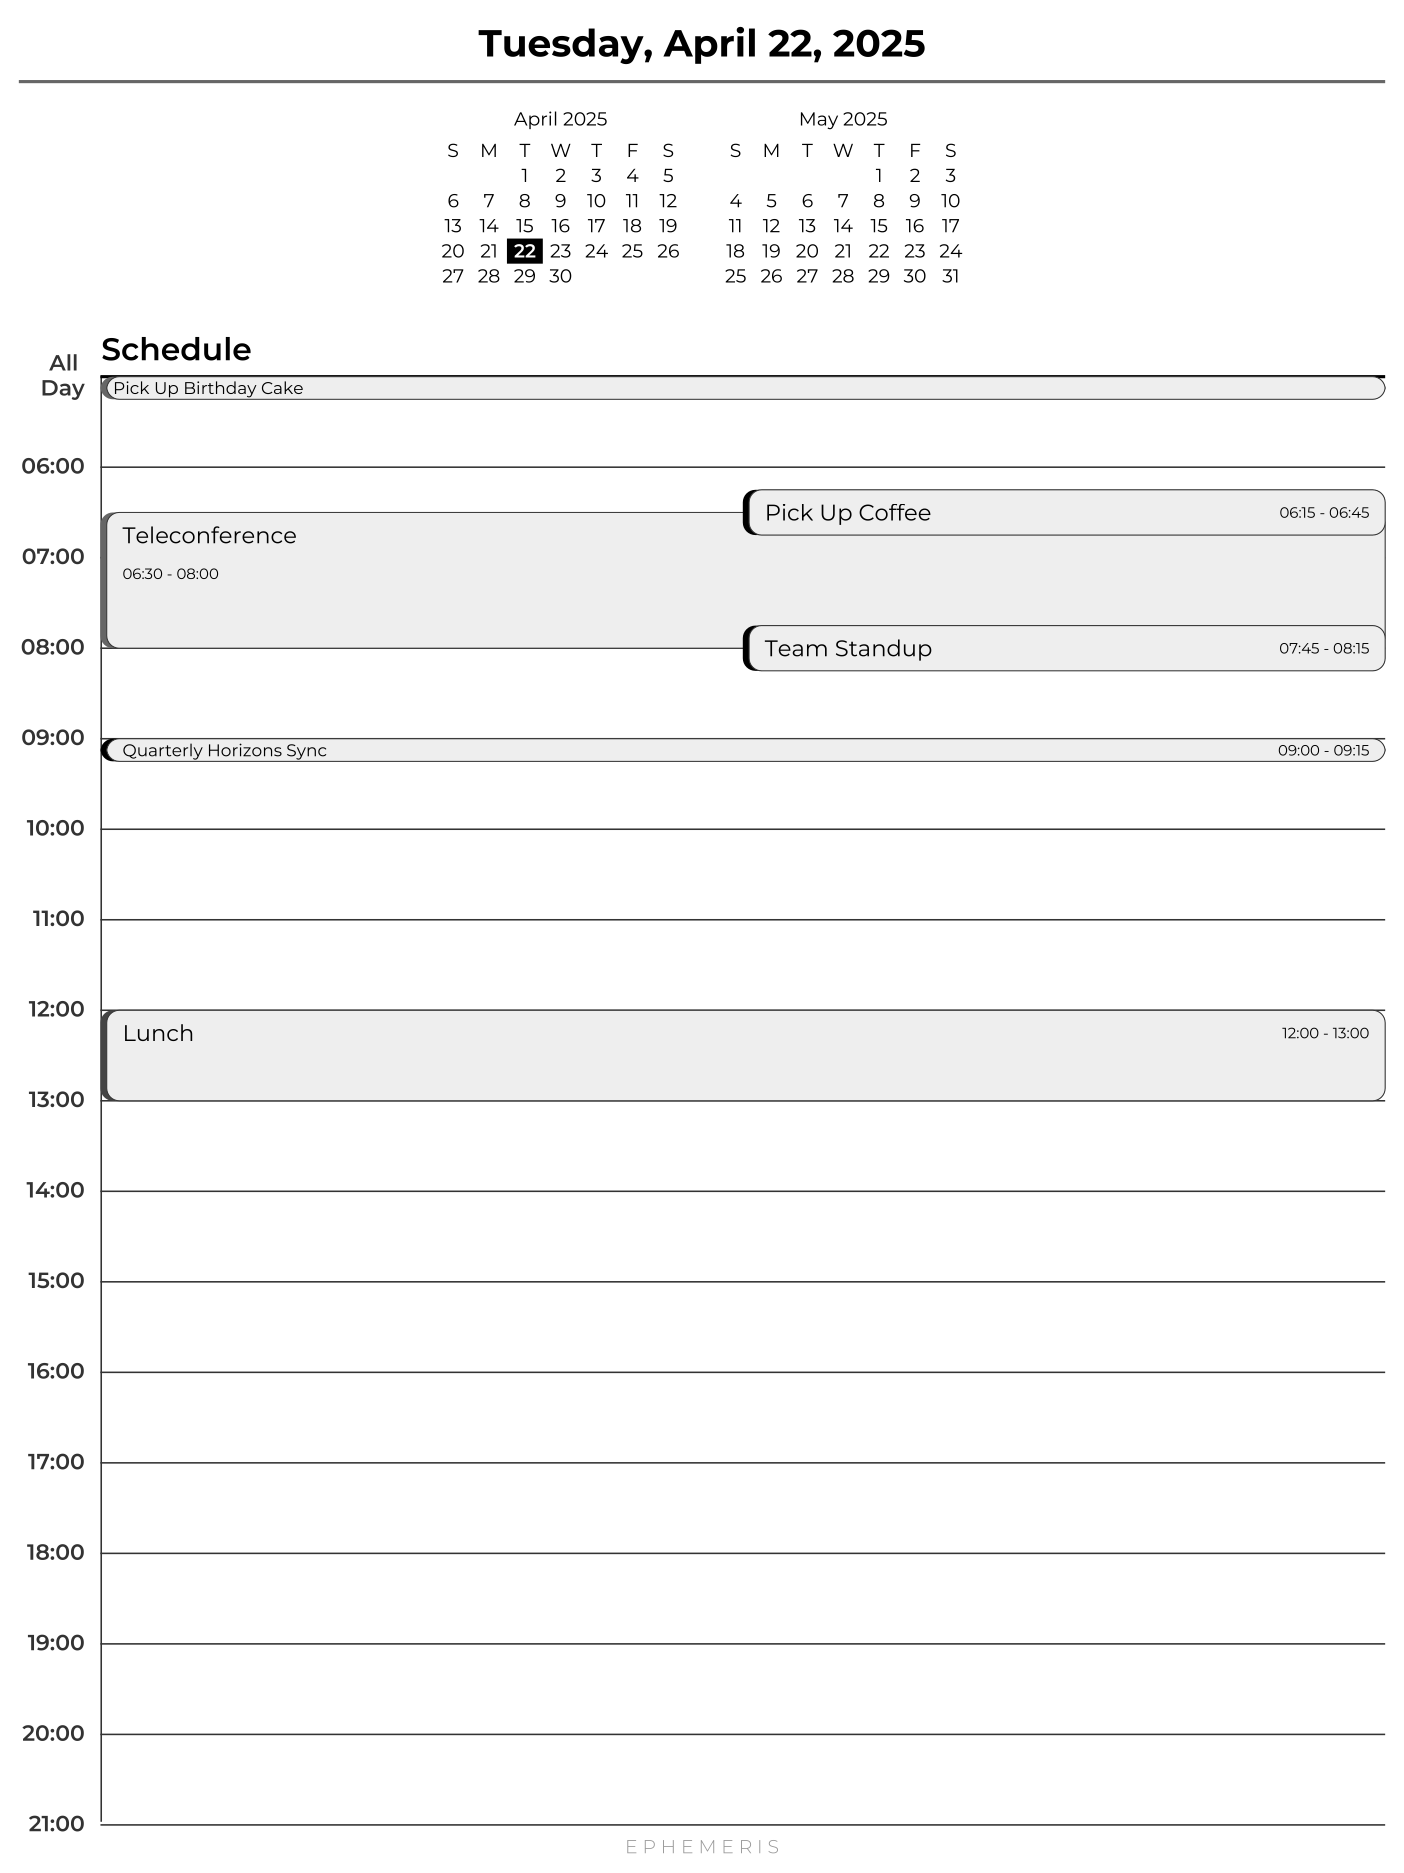 Tuesday, April 22, 2025
April 2025
S M T W T F S
1 2 3 4 5
6 7 8 9 10 11 12
13 14 15 16 17 18 19
20 21 22 23 24 25 26
27 28 29 30
May 2025
S M T W T F S
1 2 3
4 5 6 7 8 9 10
11 12 13 14 15 16 17
18 19 20 21 22 23 24
25 26 27 28 29 30 31
Schedule
All
Day
Pick Up Birthday Cake
06:00
Pick Up Coffee 06:15 - 06:45
Teleconference
07:00
06:30 - 08:00
08:00
Team Standup 07:45 - 08:15
09:00
Quarterly Horizons Sync 09:00 - 09:15
10:00
11:00
12:00
Lunch 12:00 - 13:00
13:00
14:00
15:00
16:00
17:00
18:00
19:00
20:00
21:00
EPHEMERIS